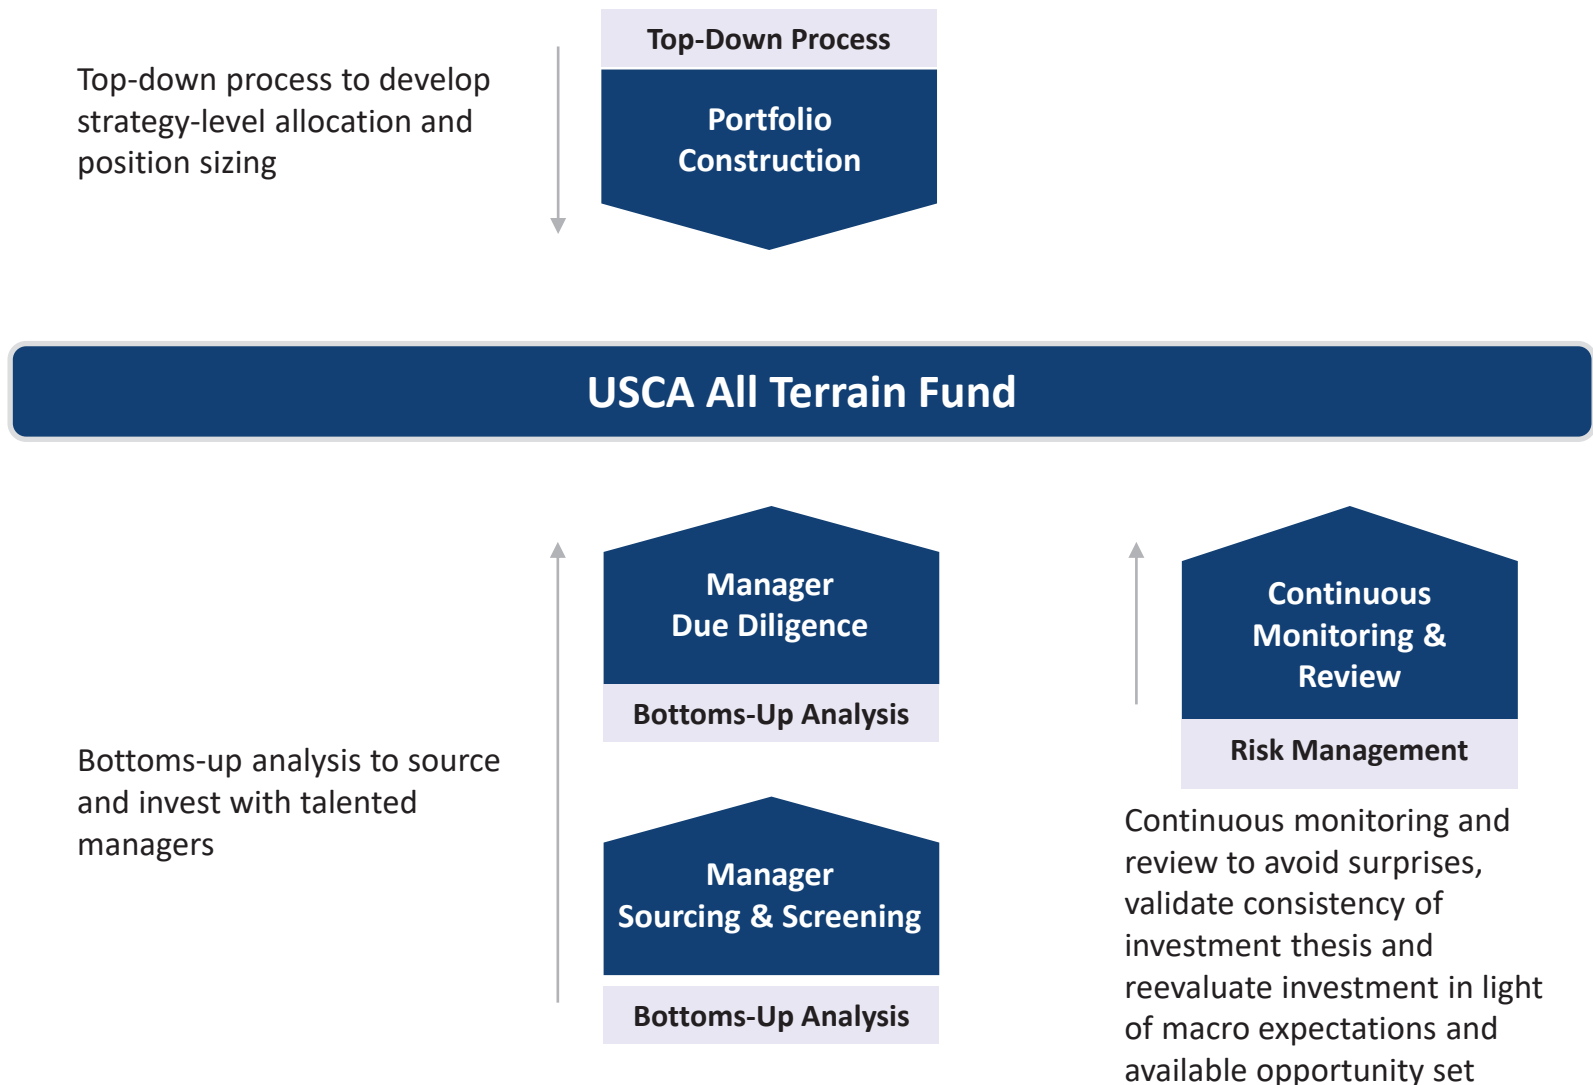 Top-Down Process
Top-down process to develop
strategy-level allocation and
position sizing
Portfolio
Construction
USCA All Terrain Fund
Manager
Due Diligence
Bottoms-Up Analysis
Bottoms-up analysis to source
and invest with talented
managers
Manager
Sourcing & Screening
Bottoms-Up Analysis
Continuous
Monitoring &
Review
Risk Management
Continuous monitoring and
review to avoid surprises,
validate consistency of
investment thesis and
reevaluate investment in light
of macro expectations and
available opportunity set